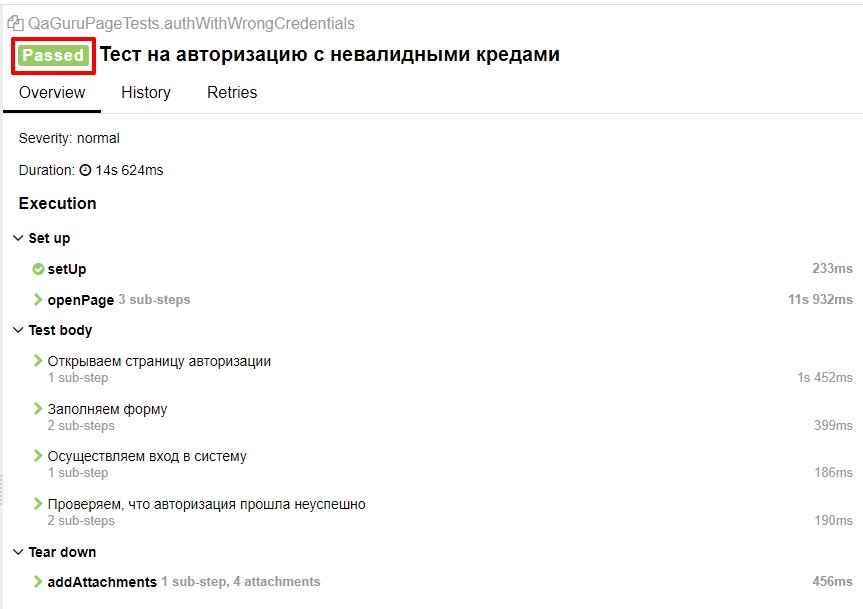 QaGuruPageTests.authWithWrongCredentials
Passed Тест на авторизацию с невалидными кредами
Overview History Retries
Severity: normal
Duration: 14s 624ms
Execution
Set up
setUp 233ms
openPage 3 sub-steps 11s 932ms
Test body
Открываем страницу авторизации
1 sub-step 1s 452ms
Заполняем форму
2 sub-steps 399ms
Осуществляем вход в систему
1 sub-step 186ms
Проверяем, что авторизация прошла неуспешно
2 sub-steps 190ms
Tear down
addAttachments 1 sub-step, 4 attachments 456ms